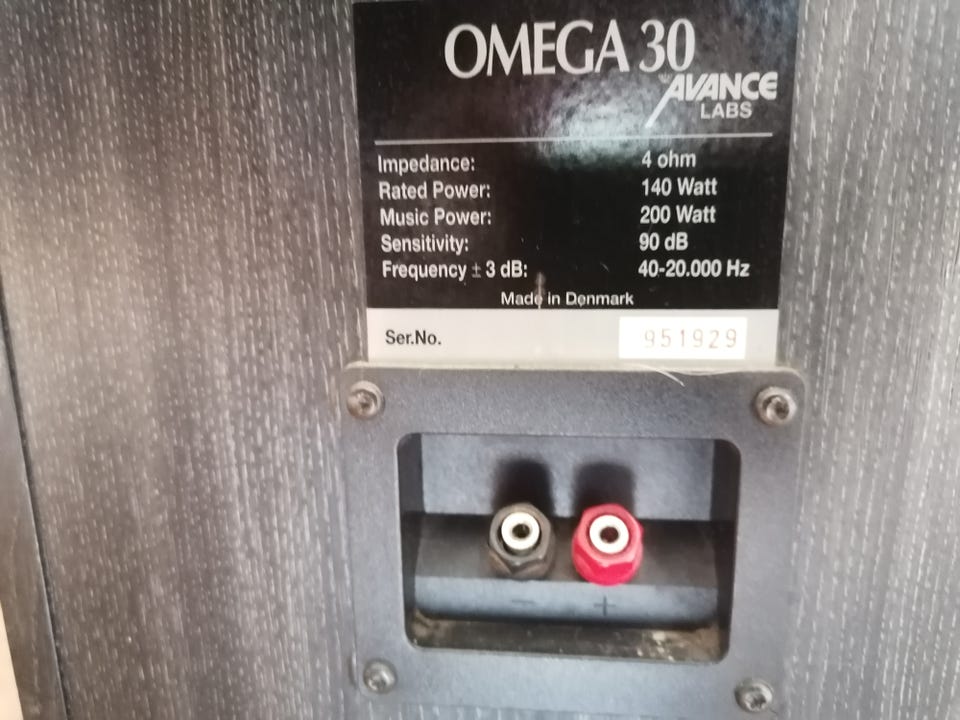 OMEGA 30
AVANCE
LABS
Impedance: 4 ohm
Rated Power: 140 Watt
Music Power: 200 Watt
Sensitivity: 90 dB
Frequency ± 3 dB: 40-20.000 Hz
Made in Denmark
Ser.No. 951929
− +